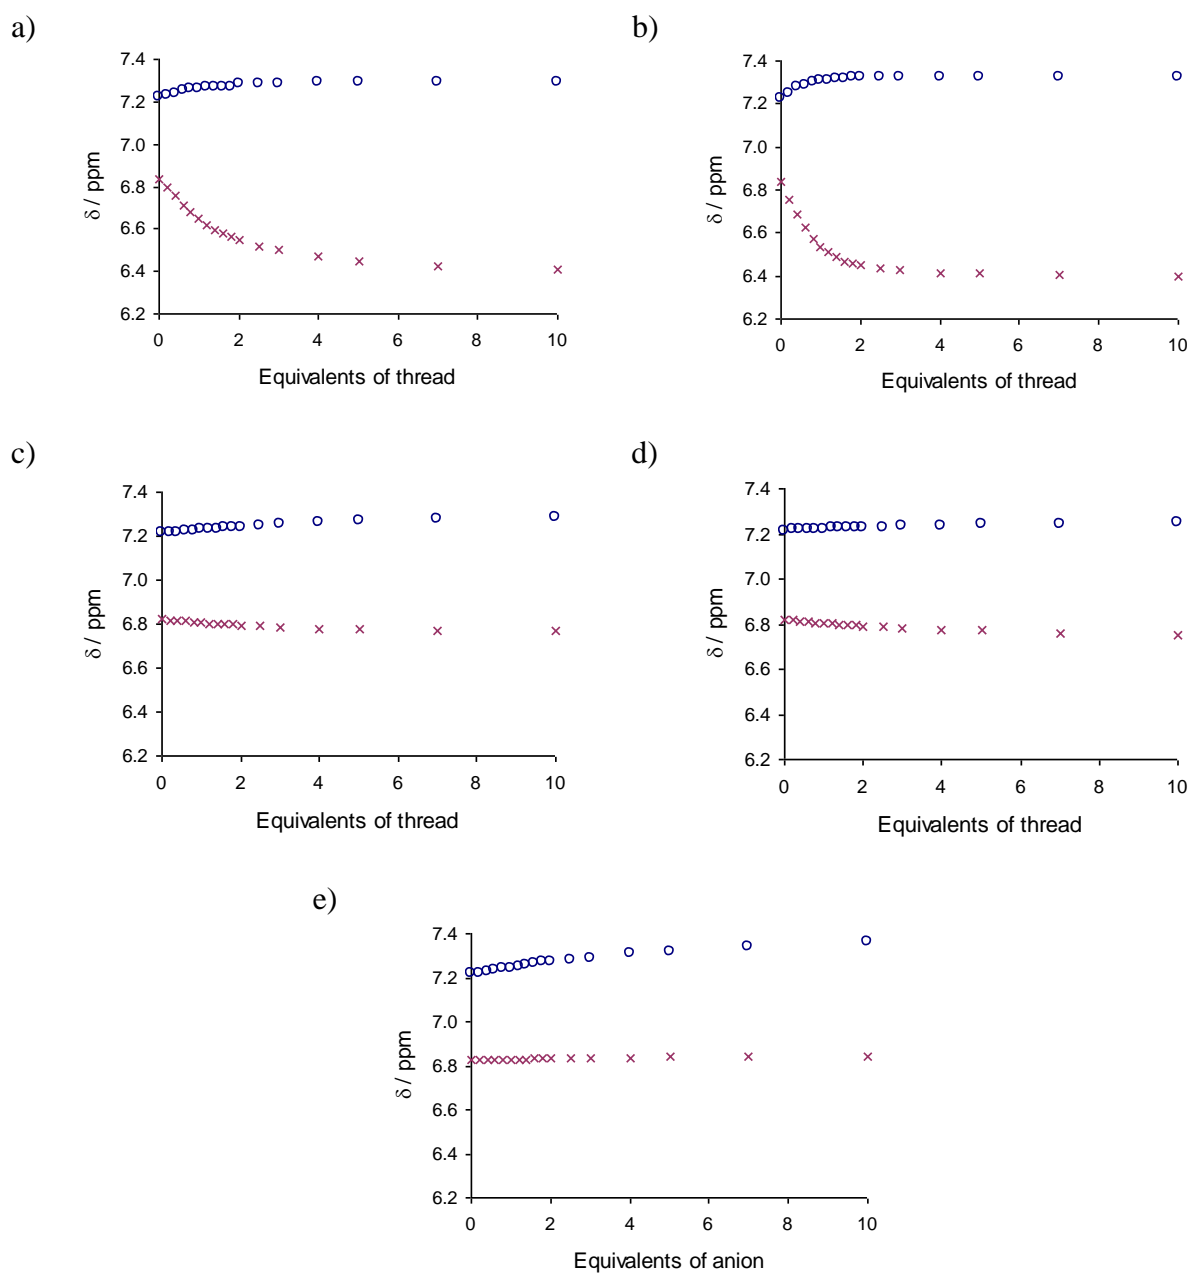 a)
7.4
7.2
7.0
6.8
6.6
6.4
6.2
δ / ppm
0 2 4 6 8 10
Equivalents of thread
b)
7.4
7.2
7.0
6.8
6.6
6.4
6.2
δ / ppm
0 2 4 6 8 10
Equivalents of thread
c)
7.4
7.2
7.0
6.8
6.6
6.4
6.2
δ / ppm
0 2 4 6 8 10
Equivalents of thread
d)
7.4
7.2
7.0
6.8
6.6
6.4
6.2
δ / ppm
0 2 4 6 8 10
Equivalents of thread
e)
7.4
7.2
7.0
6.8
6.6
6.4
6.2
δ / ppm
0 2 4 6 8 10
Equivalents of anion